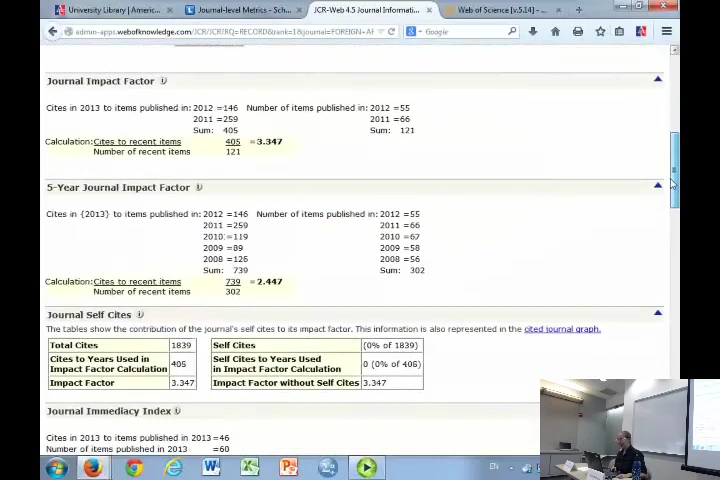 University Library | Americ...
Journal-level Metrics - Sch...
JCR-Web 4.5 Journal Informati...
Web of Science [v.5.14] - ...
admin-apps.webofknowledge.com/JCR/JCR?RQ=RECORD&rank=1&journal=FOREIGN+AF
Google
Journal Impact Factor
Cites in 2013 to items published in: 2012 =146 Number of items published in: 2012 =55
2011 =259 2011 =66
Sum: 405 Sum: 121
Calculation: Cites to recent items 405 = 3.347
Number of recent items 121
5-Year Journal Impact Factor
Cites in {2013} to items published in: 2012 =146 Number of items published in: 2012 =55
2011 =259 2011 =66
2010 =119 2010 =67
2009 =89 2009 =58
2008 =126 2008 =56
Sum: 739 Sum: 302
Calculation: Cites to recent items 739 = 2.447
Number of recent items 302
Journal Self Cites
The tables show the contribution of the journal's self cites to its impact factor. This information is also represented in the cited journal graph.
Total Cites 1839 Self Cites (0% of 1839)
Cites to Years Used in Impact Factor Calculation 405 Self Cites to Years Used in Impact Factor Calculation 0 (0% of 405)
Impact Factor 3.347 Impact Factor without Self Cites 3.347
Journal Immediacy Index
Cites in 2013 to items published in 2013 =46
Number of items published in 2013 =60
EN